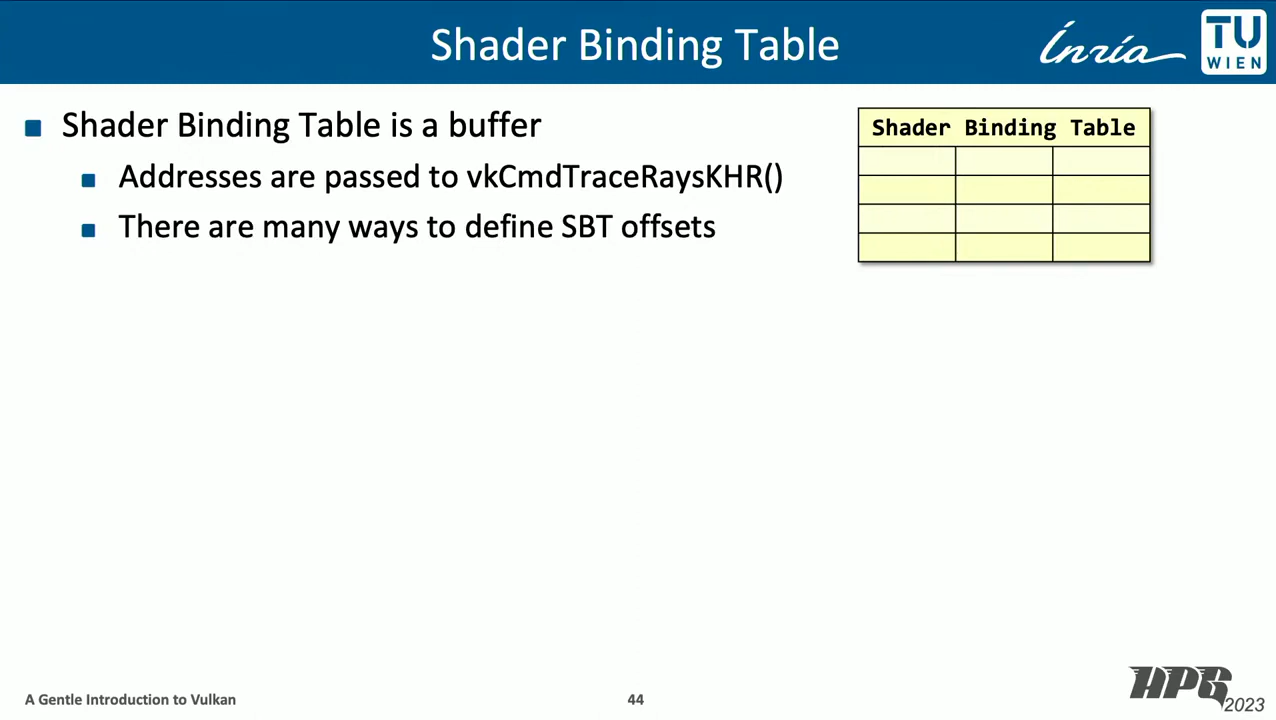 Shader Binding Table
Inria
TU
WIEN
Shader Binding Table is a buffer
Addresses are passed to vkCmdTraceRaysKHR()
There are many ways to define SBT offsets
Shader Binding Table
A Gentle Introduction to Vulkan
44
HPG
2023